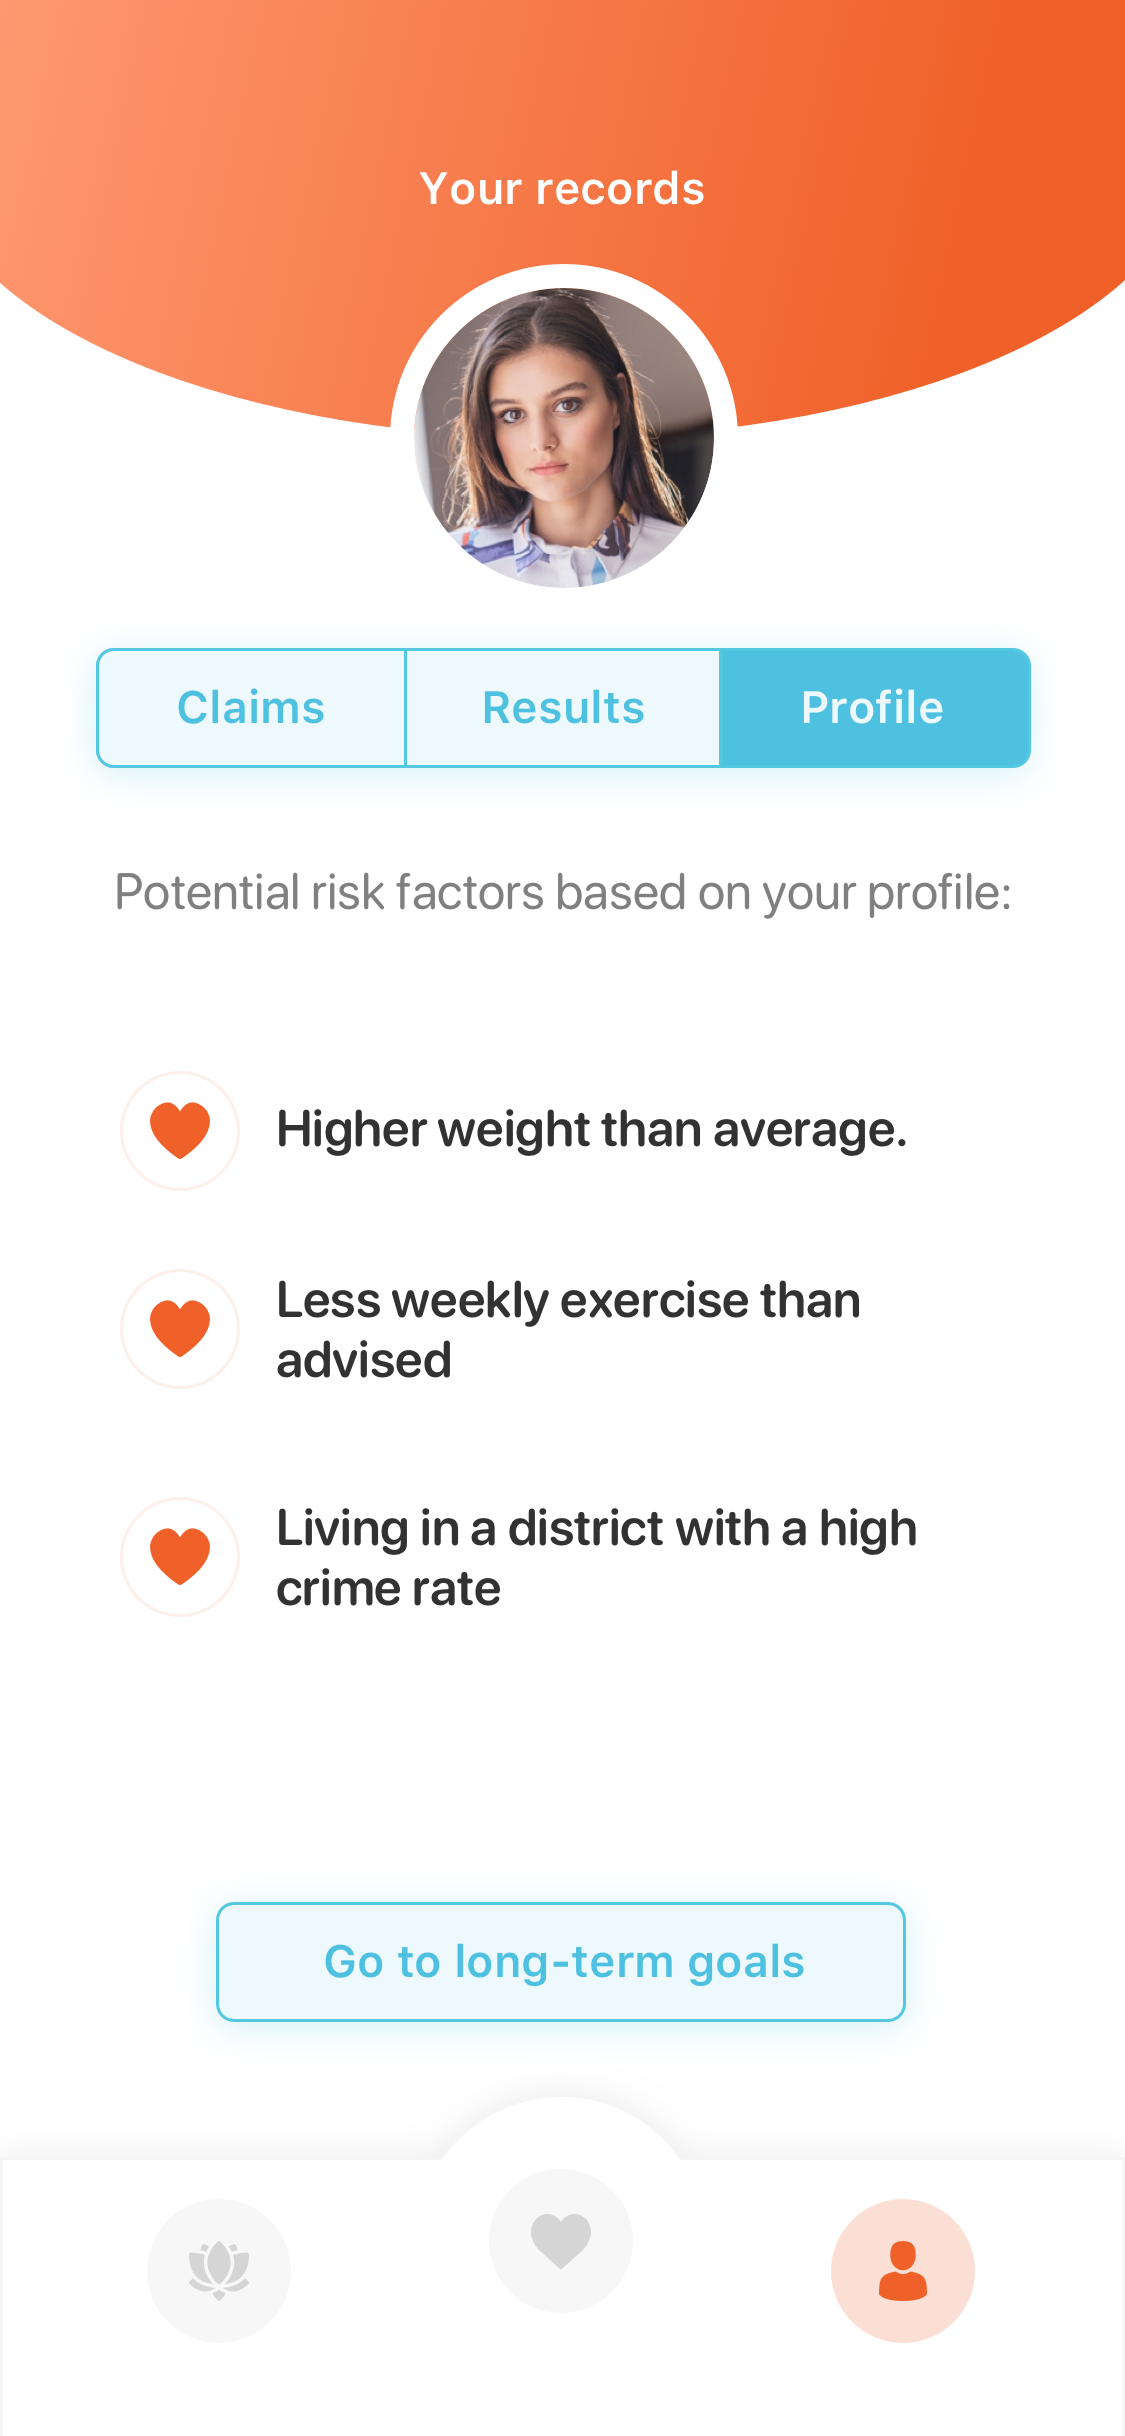 Your records
Claims
Results
Profile
Potential risk factors based on your profile:
Higher weight than average.
Less weekly exercise than
advised
Living in a district with a high
crime rate
Go to long-term goals